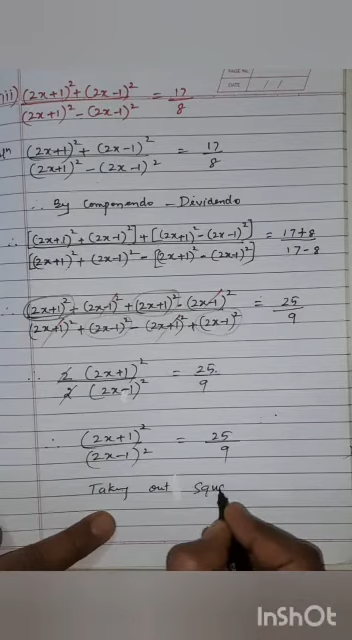 PAGE No.
DATE / /
iii) (2x+1)² + (2x-1)² / (2x+1)² - (2x-1)² = 17/8
Soln (2x+1)² + (2x-1)² / (2x+1)² - (2x-1)² = 17/8
∴ By Componendo - Dividendo
∴ [(2x+1)² + (2x-1)²] + [(2x+1)² - (2x-1)²] / [(2x+1)² + (2x-1)² - [(2x+1)² - (2x-1)²] = 17+8 / 17-8
∴ (2x+1)² + (2x-1)² + (2x+1)² - (2x-1)² / (2x+1)² + (2x-1)² - (2x+1)² + (2x-1)² = 25/9
∴ 2 (2x+1)² / 2 (2x-1)² = 25/9
∴ (2x+1)² / (2x-1)² = 25/9
Taking out Squa
InShOt